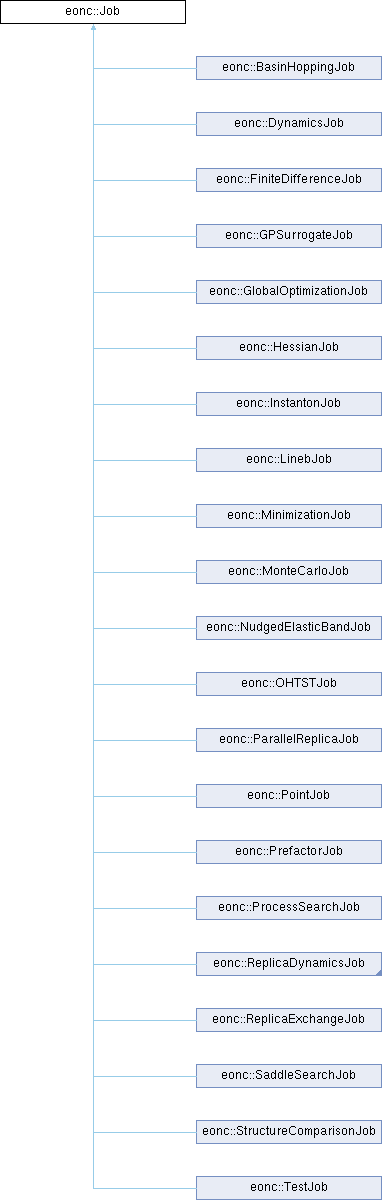 eonc::Job
eonc::BasinHoppingJob
eonc::DynamicsJob
eonc::FiniteDifferenceJob
eonc::GPSurrogateJob
eonc::GlobalOptimizationJob
eonc::HessianJob
eonc::InstantonJob
eonc::LinebJob
eonc::MinimizationJob
eonc::MonteCarloJob
eonc::NudgedElasticBandJob
eonc::OHTSTJob
eonc::ParallelReplicaJob
eonc::PointJob
eonc::PrefactorJob
eonc::ProcessSearchJob
eonc::ReplicaDynamicsJob
eonc::ReplicaExchangeJob
eonc::SaddleSearchJob
eonc::StructureComparisonJob
eonc::TestJob